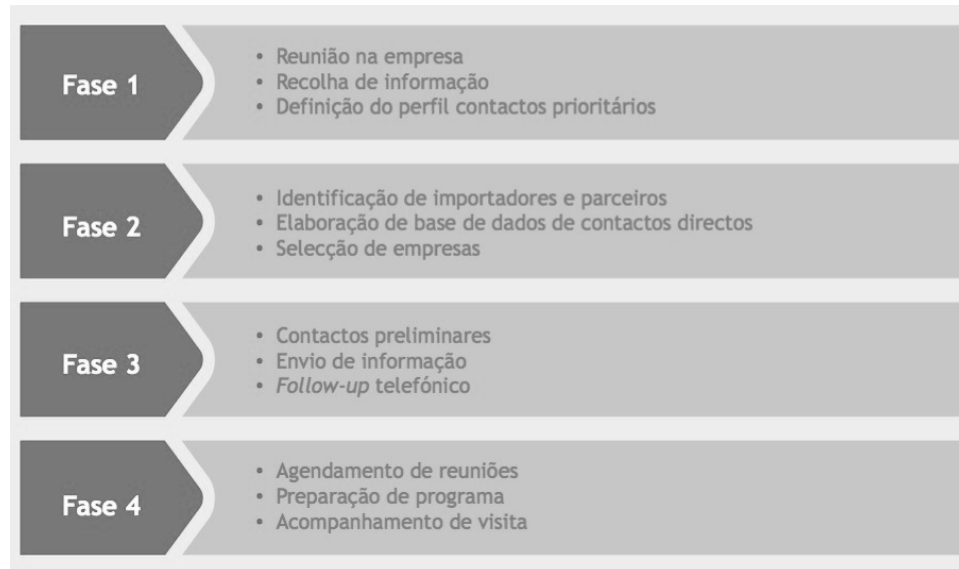 Fase 1
• Reunião na empresa
• Recolha de informação
• Definição do perfil contactos prioritários
Fase 2
• Identificação de importadores e parceiros
• Elaboração de base de dados de contactos directos
• Selecção de empresas
Fase 3
• Contactos preliminares
• Envio de informação
• Follow-up telefónico
Fase 4
• Agendamento de reuniões
• Preparação de programa
• Acompanhamento de visita